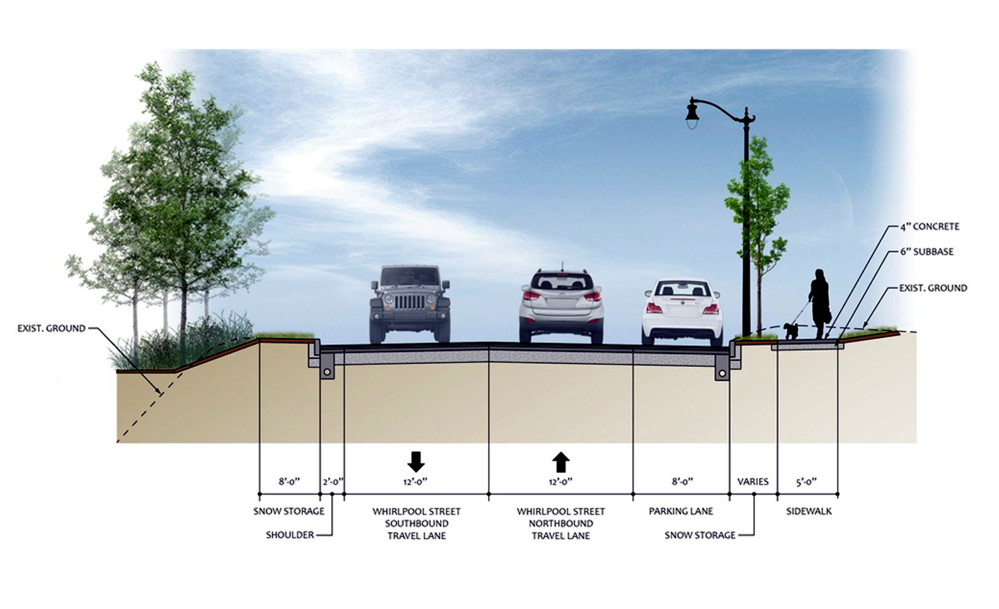 4” CONCRETE
6” SUBBASE
EXIST. GROUND
EXIST. GROUND
8’-0”
2’-0”
12’-0”
12’-0”
8’-0”
VARIES
5’-0”
SNOW STORAGE
SHOULDER
WHIRLPOOL STREET
SOUTHBOUND
TRAVEL LANE
WHIRLPOOL STREET
NORTHBOUND
TRAVEL LANE
PARKING LANE
SNOW STORAGE
SIDEWALK